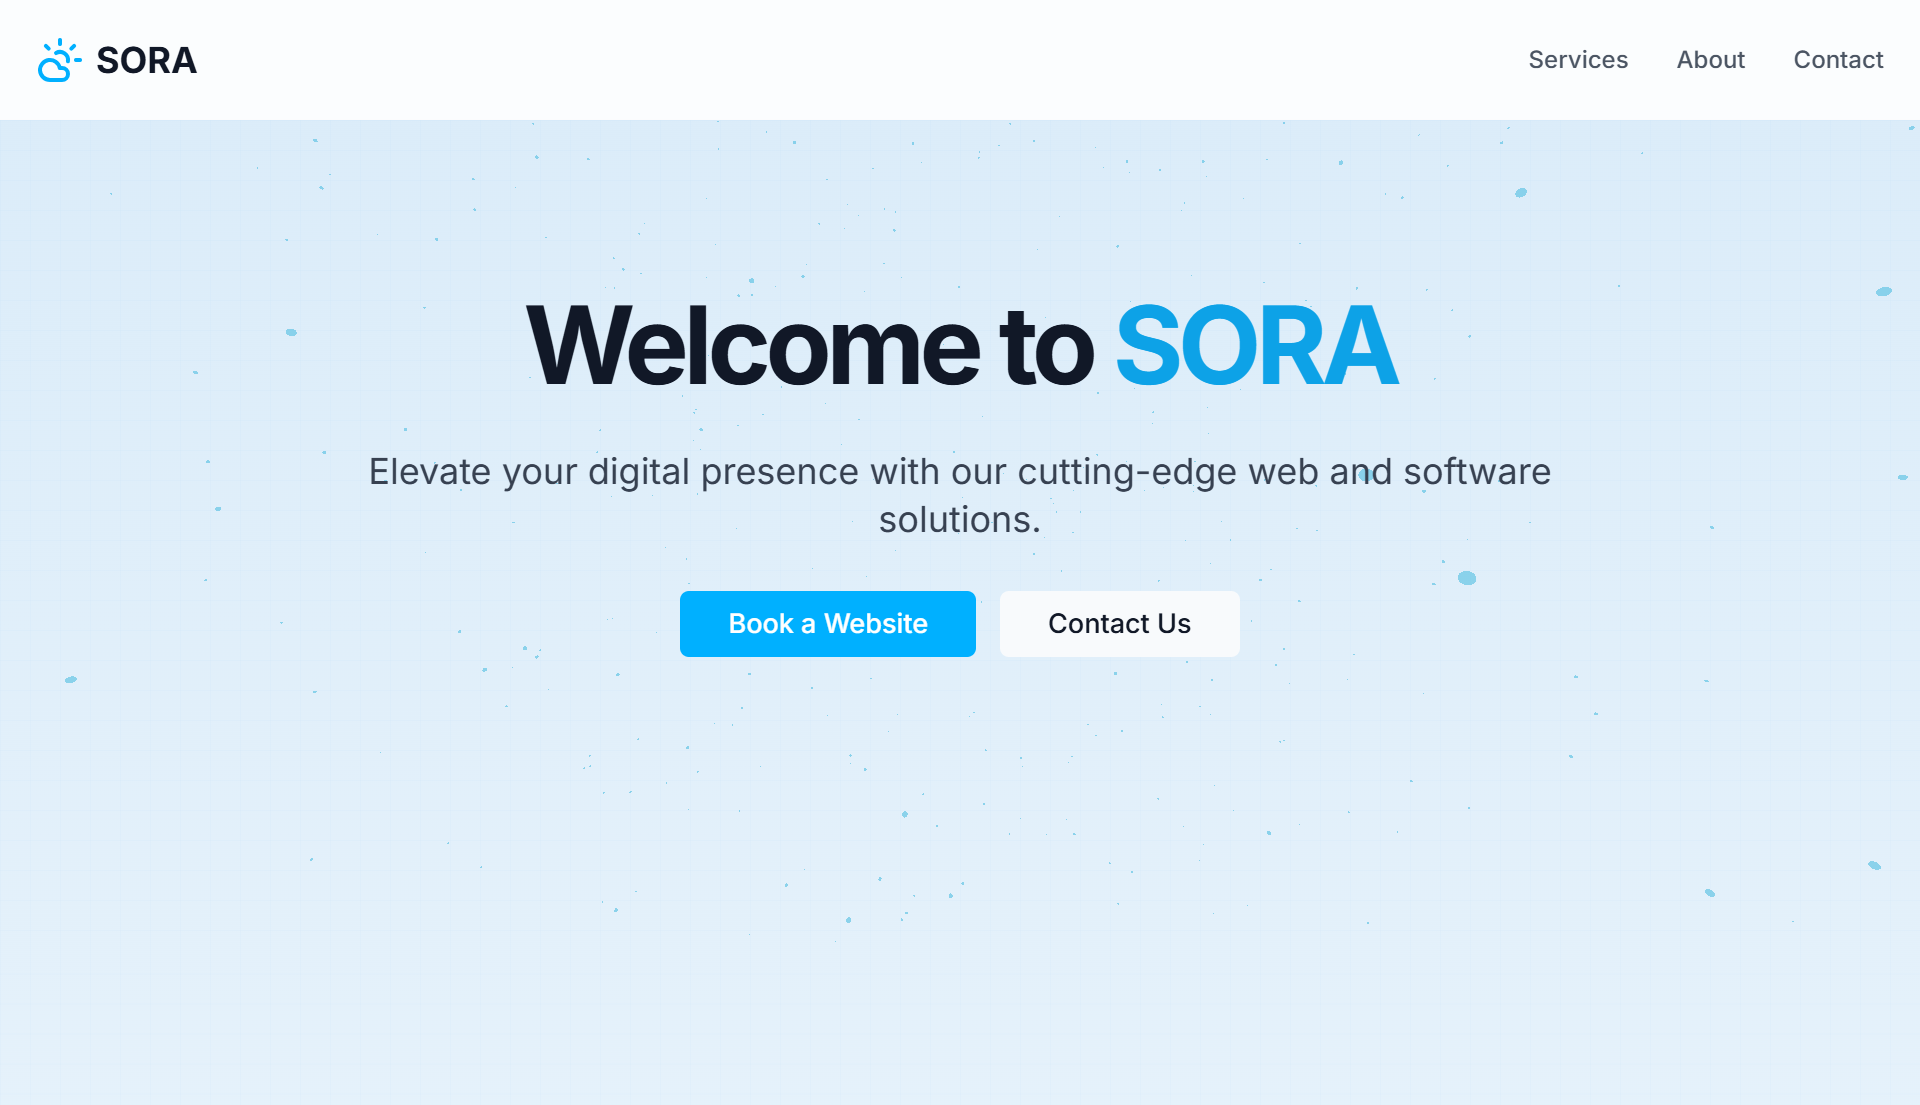 SORA
Services
About
Contact
Welcome to SORA
Elevate your digital presence with our cutting-edge web and software
solutions.
Book a Website
Contact Us